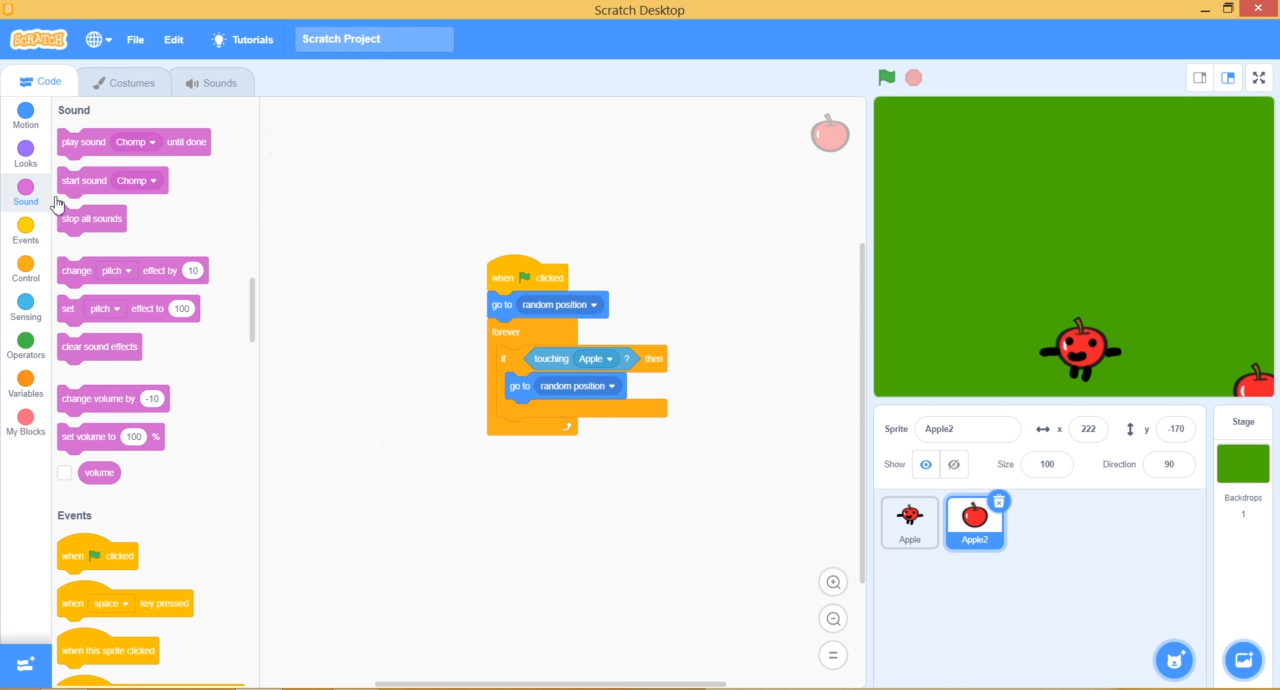 Scratch Desktop
SCRATCH
File
Edit
Tutorials
Scratch Project
Code
Costumes
Sounds
Motion
Looks
Sound
Events
Control
Sensing
Operators
Variables
My Blocks
Sound
play sound Chomp until done
start sound Chomp
stop all sounds
change pitch effect by 10
set pitch effect to 100
clear sound effects
change volume by -10
set volume to 100 %
volume
Events
when clicked
when space key pressed
when this sprite clicked
when clicked
go to random position
forever
if touching Apple ? then
go to random position
Sprite Apple2 x 222 y -170
Show Size 100 Direction 90
Apple
Apple2
Stage
Backdrops
1